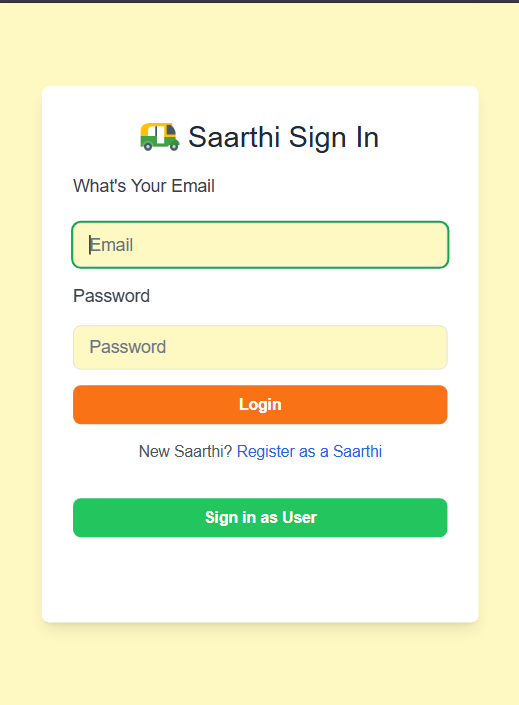 Saarthi Sign In
What's Your Email
Email
Password
Password
Login
New Saarthi? Register as a Saarthi
Sign in as User